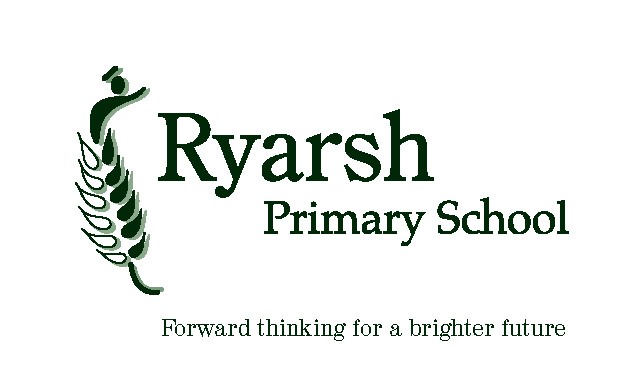 Ryarsh
Primary School
Forward thinking for a brighter future